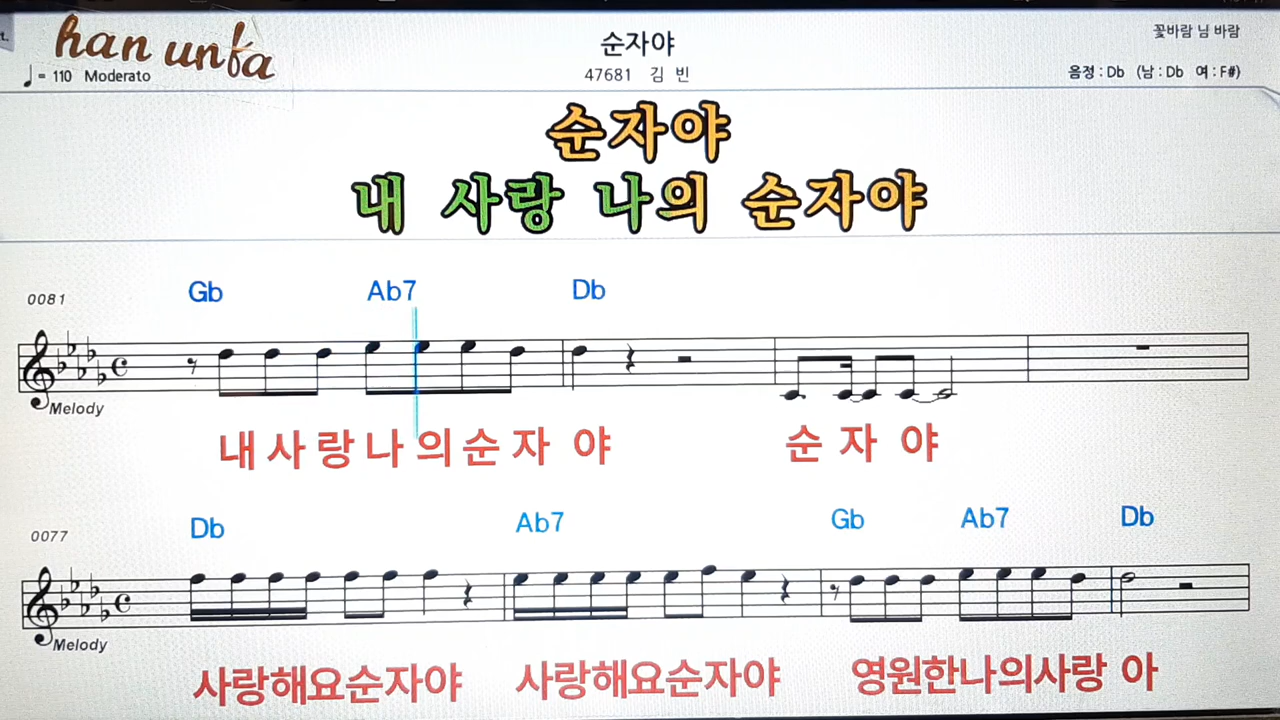 han unfa
순자야
꽃바람 님 바람
♩= 110 Moderato
47681 김 빈
음정 : Db (남 : Db 여 : F#)
순자야
내 사랑 나의 순자야
0081
Gb Ab7 Db
Melody
내 사 랑 나 의 순 자 야 순 자 야
0077
Db Ab7 Gb Ab7 Db
Melody
사랑해요순자야 사랑해요순자야 영원한나의사랑 아